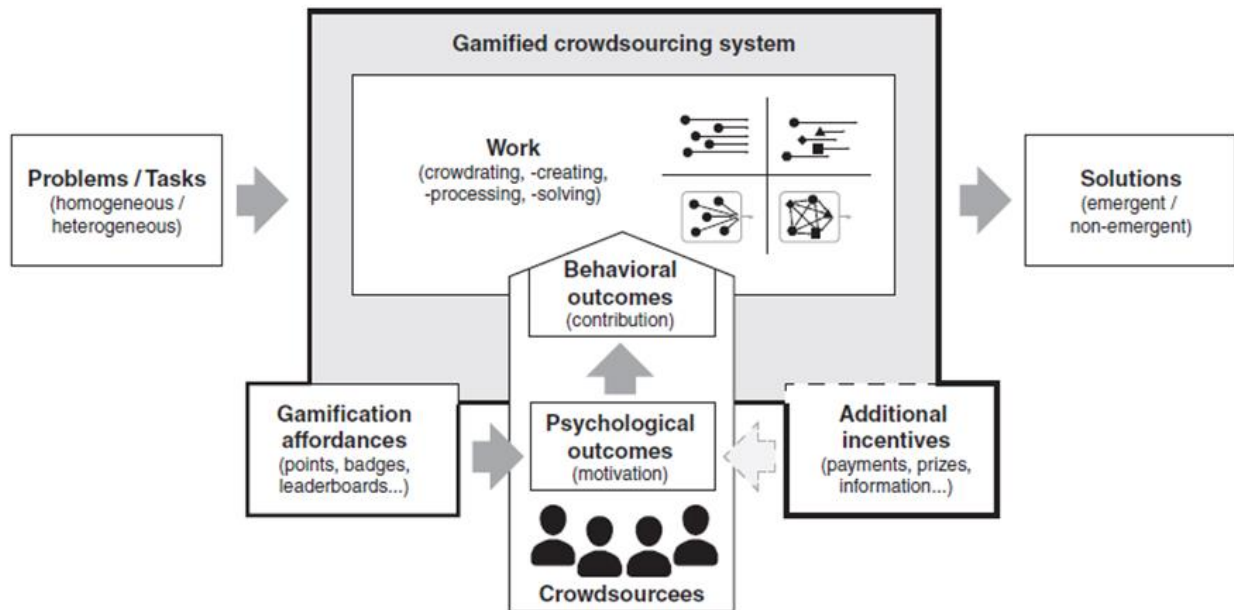 Gamified crowdsourcing system
Problems / Tasks
(homogeneous /
heterogeneous)
Work
(crowdrating, -creating,
-processing, -solving)
Solutions
(emergent /
non-emergent)
Behavioral
outcomes
(contribution)
Gamification
affordances
(points, badges,
leaderboards...)
Psychological
outcomes
(motivation)
Additional
incentives
(payments, prizes,
information...)
Crowdsourcees